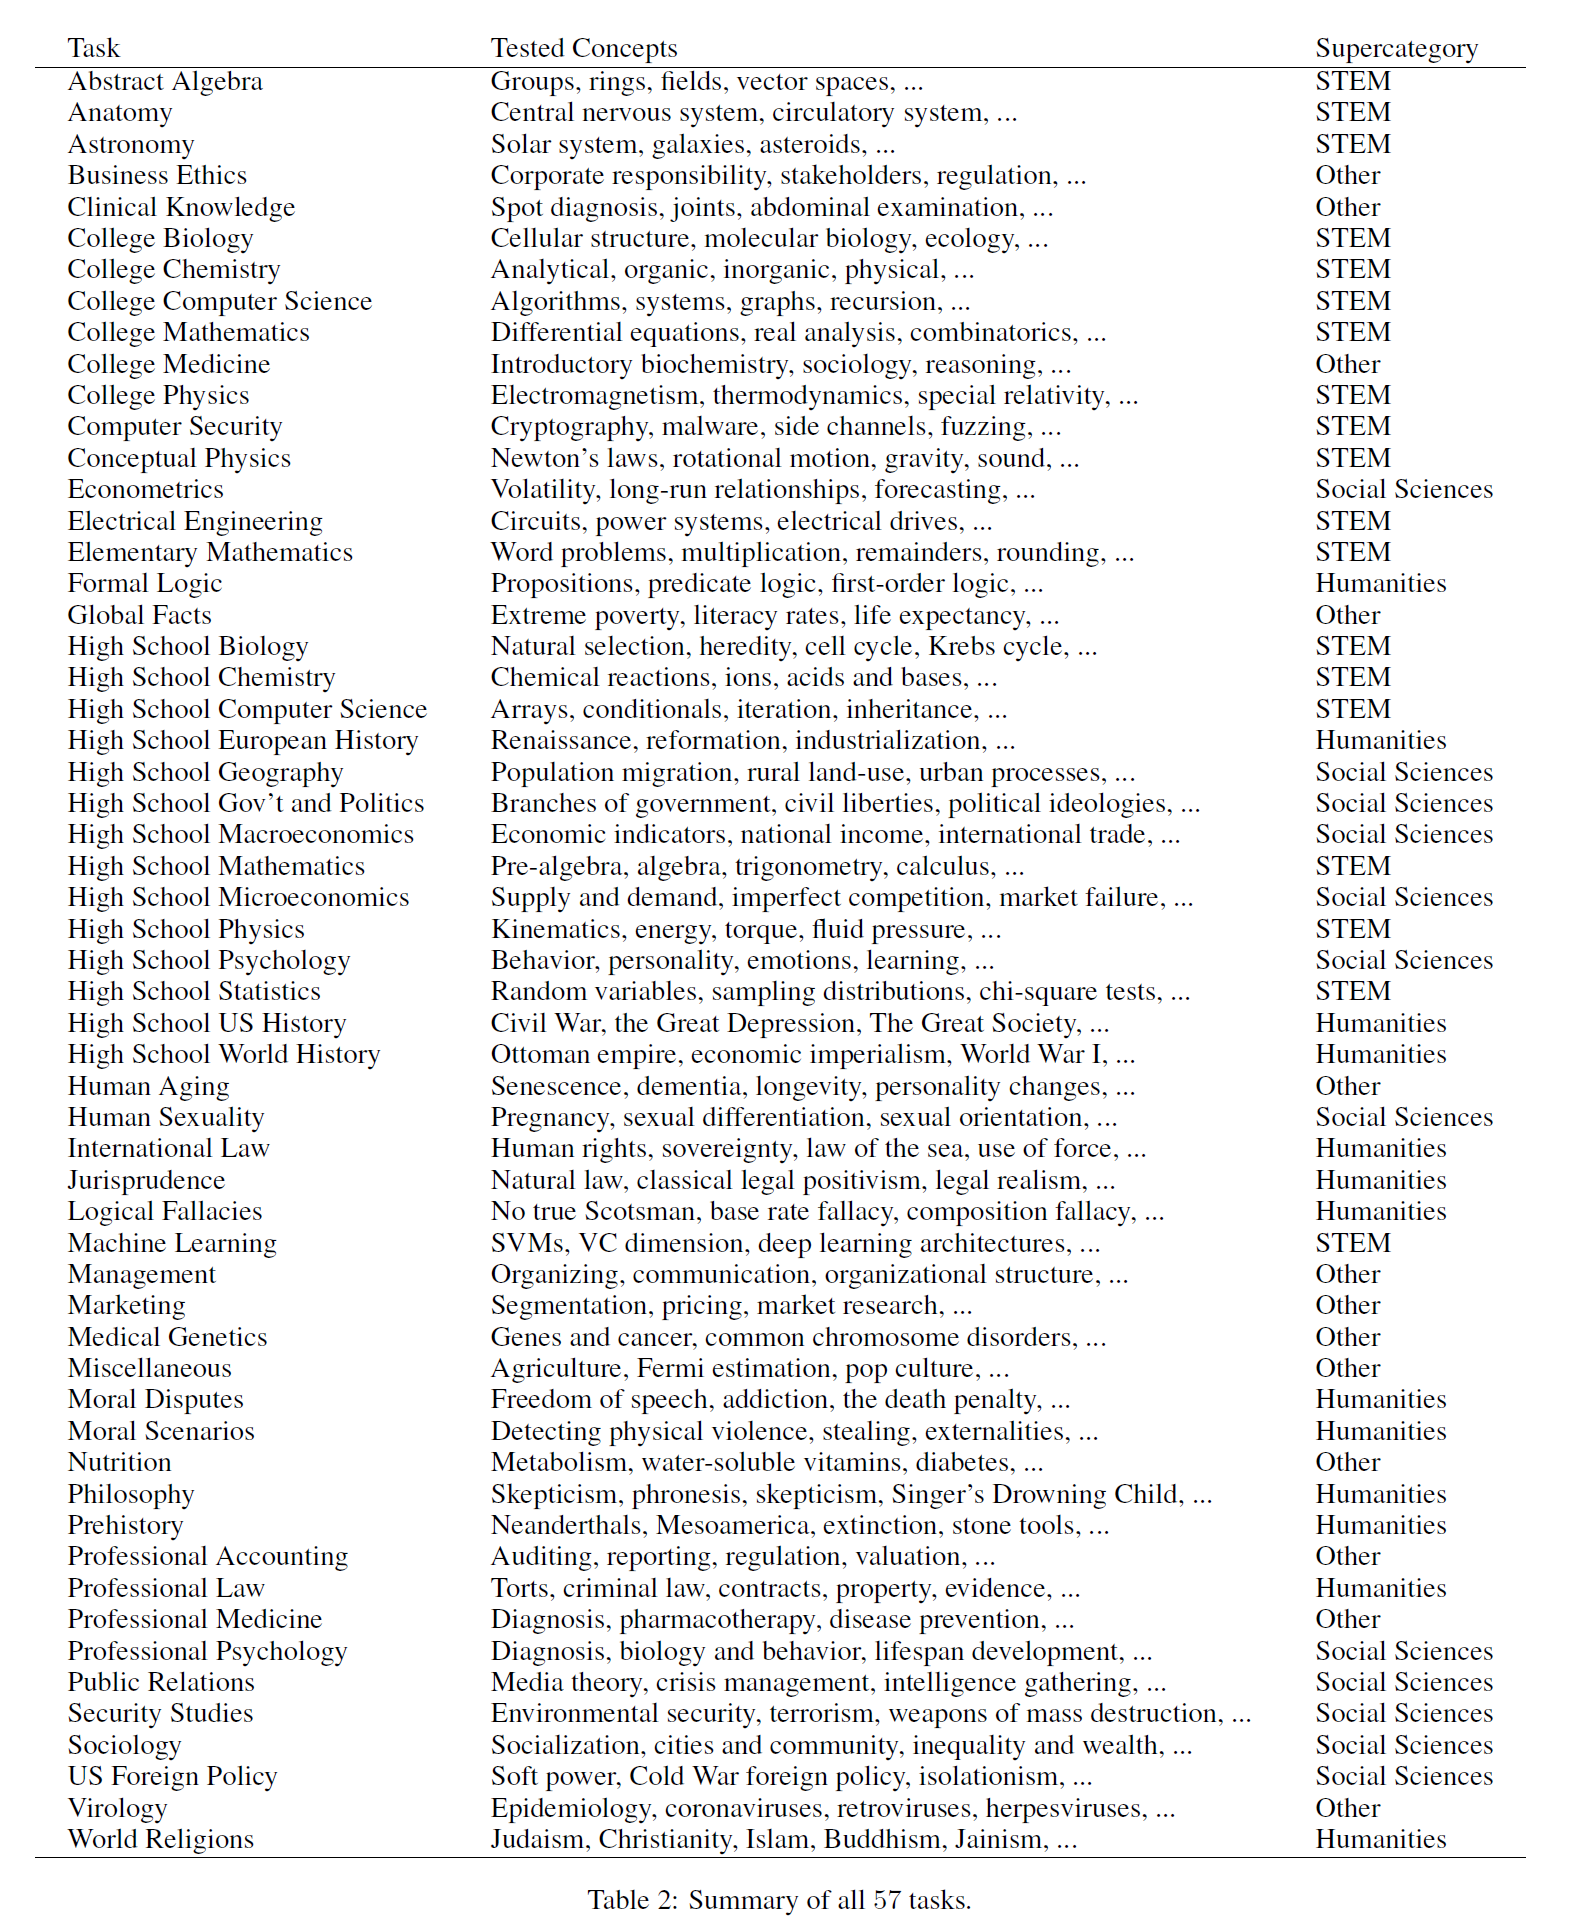 Task Tested Concepts Supercategory
Abstract Algebra Groups, rings, fields, vector spaces, ... STEM
Anatomy Central nervous system, circulatory system, ... STEM
Astronomy Solar system, galaxies, asteroids, ... STEM
Business Ethics Corporate responsibility, stakeholders, regulation, ... Other
Clinical Knowledge Spot diagnosis, joints, abdominal examination, ... Other
College Biology Cellular structure, molecular biology, ecology, ... STEM
College Chemistry Analytical, organic, inorganic, physical, ... STEM
College Computer Science Algorithms, systems, graphs, recursion, ... STEM
College Mathematics Differential equations, real analysis, combinatorics, ... STEM
College Medicine Introductory biochemistry, sociology, reasoning, ... Other
College Physics Electromagnetism, thermodynamics, special relativity, ... STEM
Computer Security Cryptography, malware, side channels, fuzzing, ... STEM
Conceptual Physics Newton's laws, rotational motion, gravity, sound, ... STEM
Econometrics Volatility, long-run relationships, forecasting, ... Social Sciences
Electrical Engineering Circuits, power systems, electrical drives, ... STEM
Elementary Mathematics Word problems, multiplication, remainders, rounding, ... STEM
Formal Logic Propositions, predicate logic, first-order logic, ... Humanities
Global Facts Extreme poverty, literacy rates, life expectancy, ... Other
High School Biology Natural selection, heredity, cell cycle, Krebs cycle, ... STEM
High School Chemistry Chemical reactions, ions, acids and bases, ... STEM
High School Computer Science Arrays, conditionals, iteration, inheritance, ... STEM
High School European History Renaissance, reformation, industrialization, ... Humanities
High School Geography Population migration, rural land-use, urban processes, ... Social Sciences
High School Gov't and Politics Branches of government, civil liberties, political ideologies, ... Social Sciences
High School Macroeconomics Economic indicators, national income, international trade, ... Social Sciences
High School Mathematics Pre-algebra, algebra, trigonometry, calculus, ... STEM
High School Microeconomics Supply and demand, imperfect competition, market failure, ... Social Sciences
High School Physics Kinematics, energy, torque, fluid pressure, ... STEM
High School Psychology Behavior, personality, emotions, learning, ... Social Sciences
High School Statistics Random variables, sampling distributions, chi-square tests, ... STEM
High School US History Civil War, the Great Depression, The Great Society, ... Humanities
High School World History Ottoman empire, economic imperialism, World War I, ... Humanities
Human Aging Senescence, dementia, longevity, personality changes, ... Other
Human Sexuality Pregnancy, sexual differentiation, sexual orientation, ... Social Sciences
International Law Human rights, sovereignty, law of the sea, use of force, ... Humanities
Jurisprudence Natural law, classical legal positivism, legal realism, ... Humanities
Logical Fallacies No true Scotsman, base rate fallacy, composition fallacy, ... Humanities
Machine Learning SVMs, VC dimension, deep learning architectures, ... STEM
Management Organizing, communication, organizational structure, ... Other
Marketing Segmentation, pricing, market research, ... Other
Medical Genetics Genes and cancer, common chromosome disorders, ... Other
Miscellaneous Agriculture, Fermi estimation, pop culture, ... Other
Moral Disputes Freedom of speech, addiction, the death penalty, ... Humanities
Moral Scenarios Detecting physical violence, stealing, externalities, ... Humanities
Nutrition Metabolism, water-soluble vitamins, diabetes, ... Other
Philosophy Skepticism, phronesis, skepticism, Singer's Drowning Child, ... Humanities
Prehistory Neanderthals, Mesoamerica, extinction, stone tools, ... Humanities
Professional Accounting Auditing, reporting, regulation, valuation, ... Other
Professional Law Torts, criminal law, contracts, property, evidence, ... Humanities
Professional Medicine Diagnosis, pharmacotherapy, disease prevention, ... Other
Professional Psychology Diagnosis, biology and behavior, lifespan development, ... Social Sciences
Public Relations Media theory, crisis management, intelligence gathering, ... Social Sciences
Security Studies Environmental security, terrorism, weapons of mass destruction, ... Social Sciences
Sociology Socialization, cities and community, inequality and wealth, ... Social Sciences
US Foreign Policy Soft power, Cold War foreign policy, isolationism, ... Social Sciences
Virology Epidemiology, coronaviruses, retroviruses, herpesviruses, ... Other
World Religions Judaism, Christianity, Islam, Buddhism, Jainism, ... Humanities
Table 2: Summary of all 57 tasks.